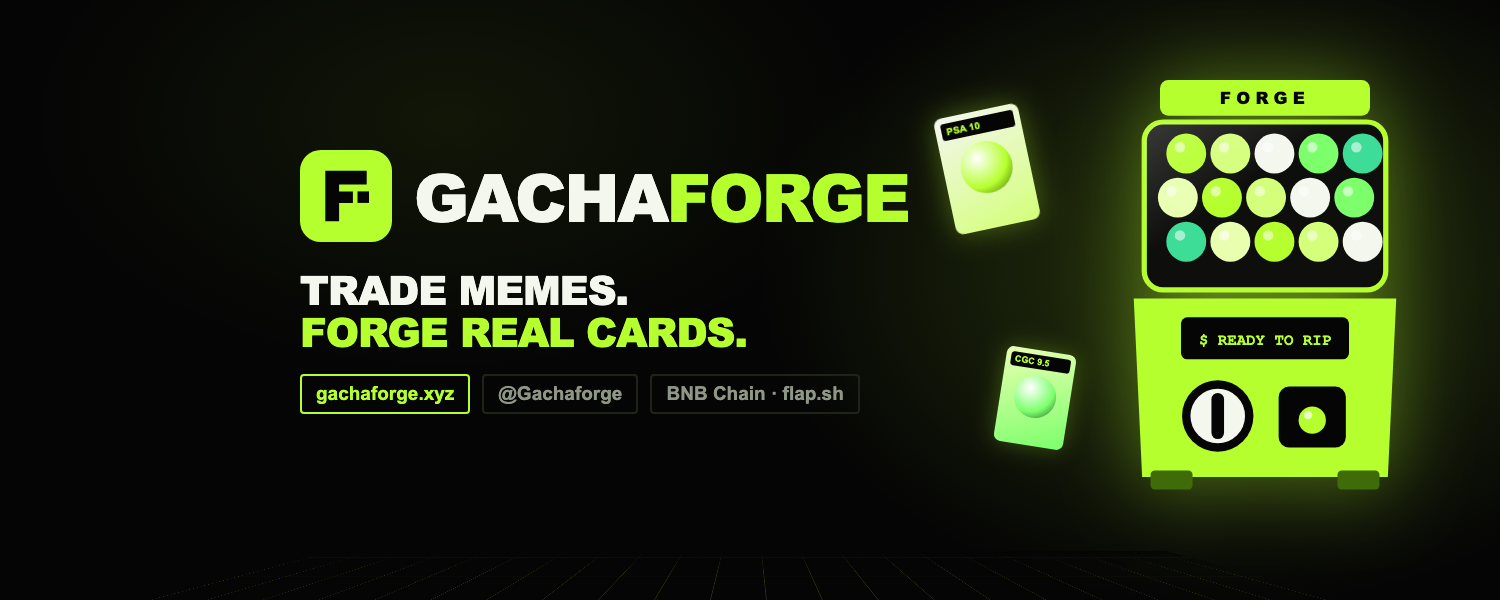 GACHAFORGE
TRADE MEMES.
FORGE REAL CARDS.
gachaforge.xyz
@Gachaforge
BNB Chain · flap.sh
PSA 10
CGC 9.5
FORGE
$ READY TO RIP